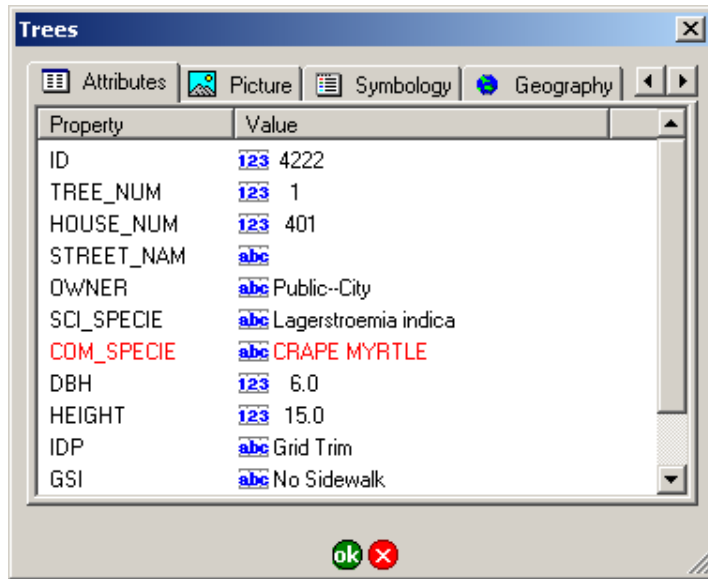 Trees
Attributes Picture Symbology Geography
Property Value
ID 123 4222
TREE_NUM 123 1
HOUSE_NUM 123 401
STREET_NAM abc
OWNER abc Public--City
SCI_SPECIE abc Lagerstroemia indica
COM_SPECIE abc CRAPE MYRTLE
DBH 123 6.0
HEIGHT 123 15.0
IDP abc Grid Trim
GSI abc No Sidewalk
ok